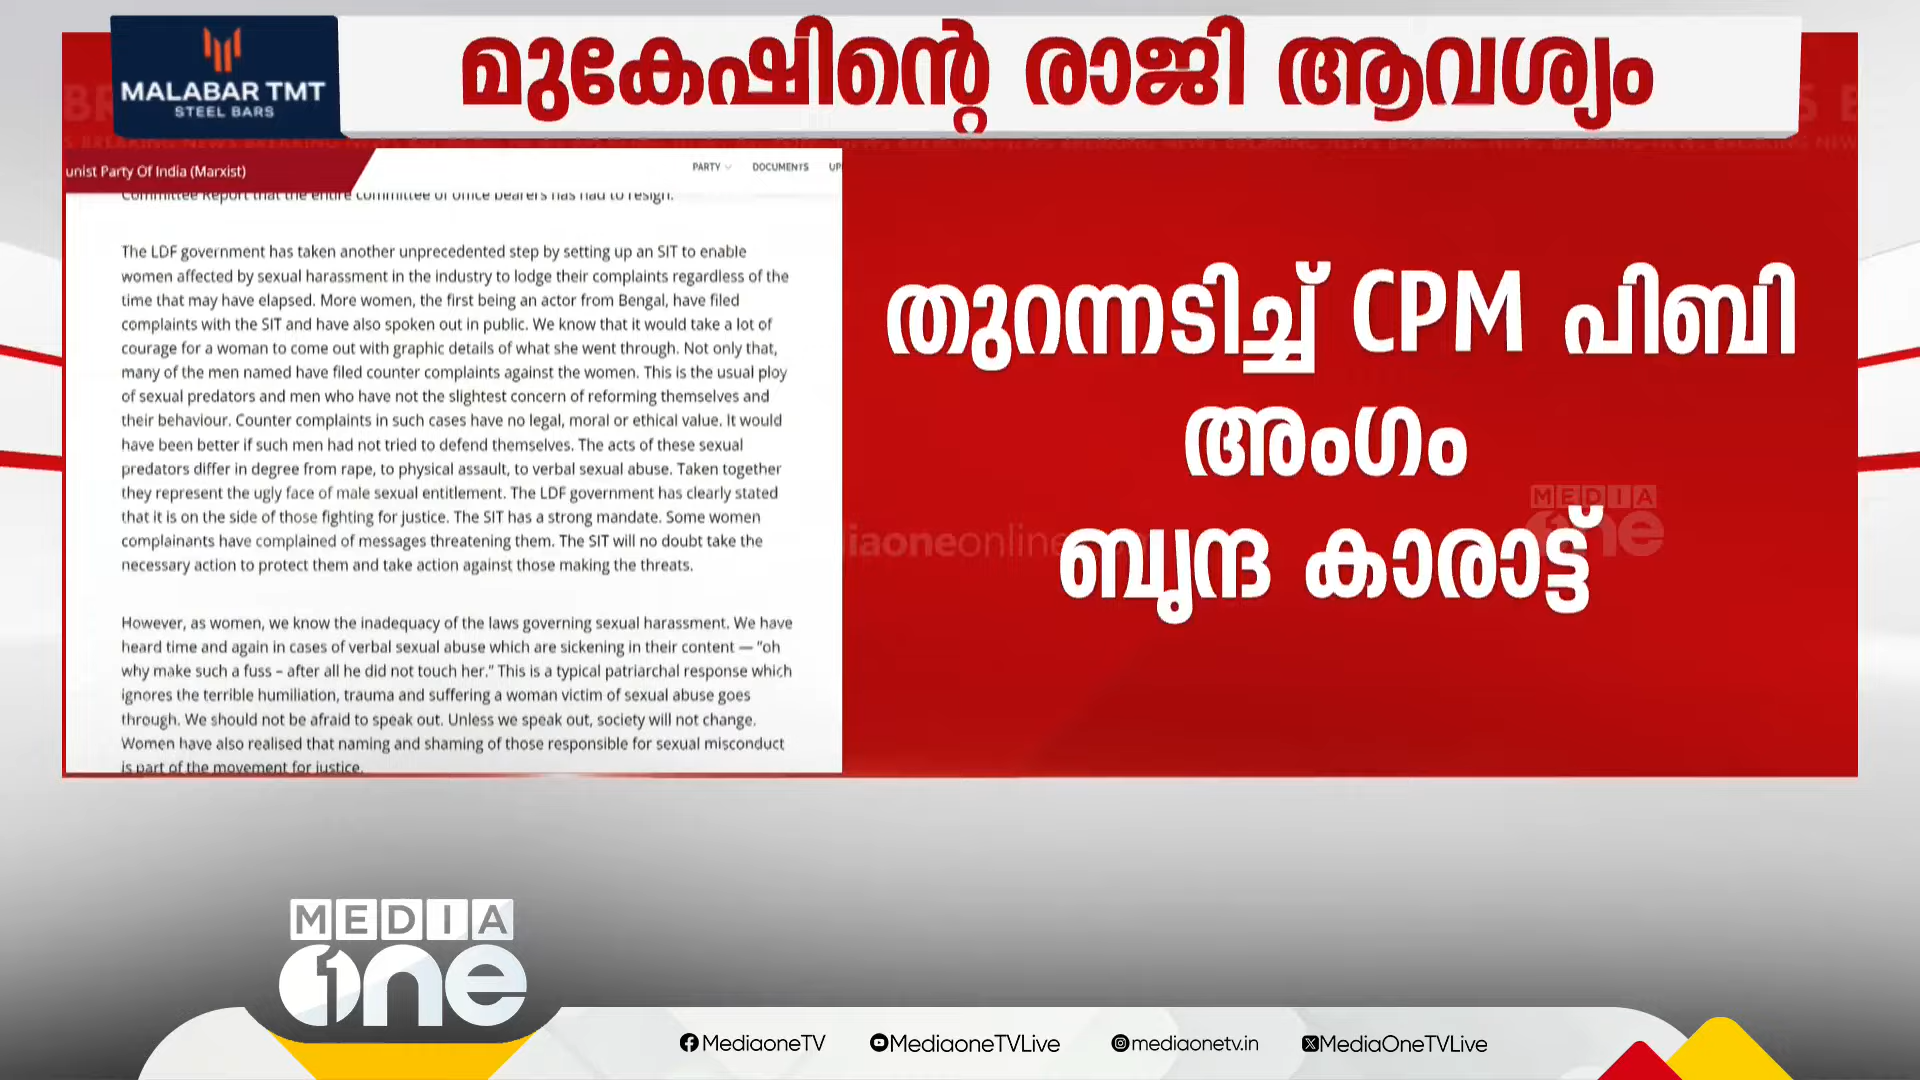 MALABAR TMT
STEEL BARS
മുകേഷിന്റെ രാജി ആവശ്യം
unist Party Of India (Marxist)
PARTY DOCUMENTS UP
Committee Report that the entire committee of office bearers has had to resign.
The LDF government has taken another unprecedented step by setting up an SIT to enable
women affected by sexual harassment in the industry to lodge their complaints regardless of the
time that may have elapsed. More women, the first being an actor from Bengal, have filed
complaints with the SIT and have also spoken out in public. We know that it would take a lot of
courage for a woman to come out with graphic details of what she went through. Not only that,
many of the men named have filed counter complaints against the women. This is the usual ploy
of sexual predators and men who have not the slightest concern of reforming themselves and
their behaviour. Counter complaints in such cases have no legal, moral or ethical value. It would
have been better if such men had not tried to defend themselves. The acts of these sexual
predators differ in degree from rape, to physical assault, to verbal sexual abuse. Taken together
they represent the ugly face of male sexual entitlement. The LDF government has clearly stated
that it is on the side of those fighting for justice. The SIT has a strong mandate. Some women
complainants have complained of messages threatening them. The SIT will no doubt take the
necessary action to protect them and take action against those making the threats.
However, as women, we know the inadequacy of the laws governing sexual harassment. We have
heard time and again in cases of verbal sexual abuse which are sickening in their content — “oh
why make such a fuss – after all he did not touch her.” This is a typical patriarchal response which
ignores the terrible humiliation, trauma and suffering a woman victim of sexual abuse goes
through. We should not be afraid to speak out. Unless we speak out, society will not change.
Women have also realised that naming and shaming of those responsible for sexual misconduct
is part of the movement for justice.
തുറന്നടിച്ച് CPM പിബി
അംഗം
ബൃന്ദ കാരാട്ട്
MEDIA
one
iaoneonline
MEDIA
one
MediaoneTV MediaoneTVLive mediaonetv.in MediaOneTVLive